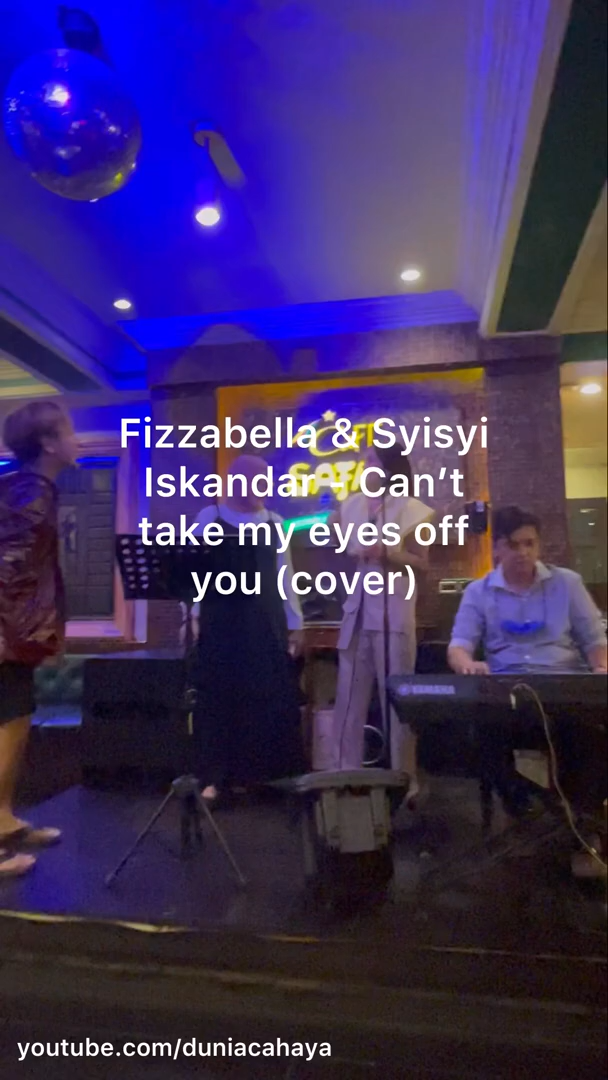 Fizzabella & Syisyi
Iskandar - Can’t
take my eyes off
you (cover)
YAMAHA
youtube.com/duniacahaya